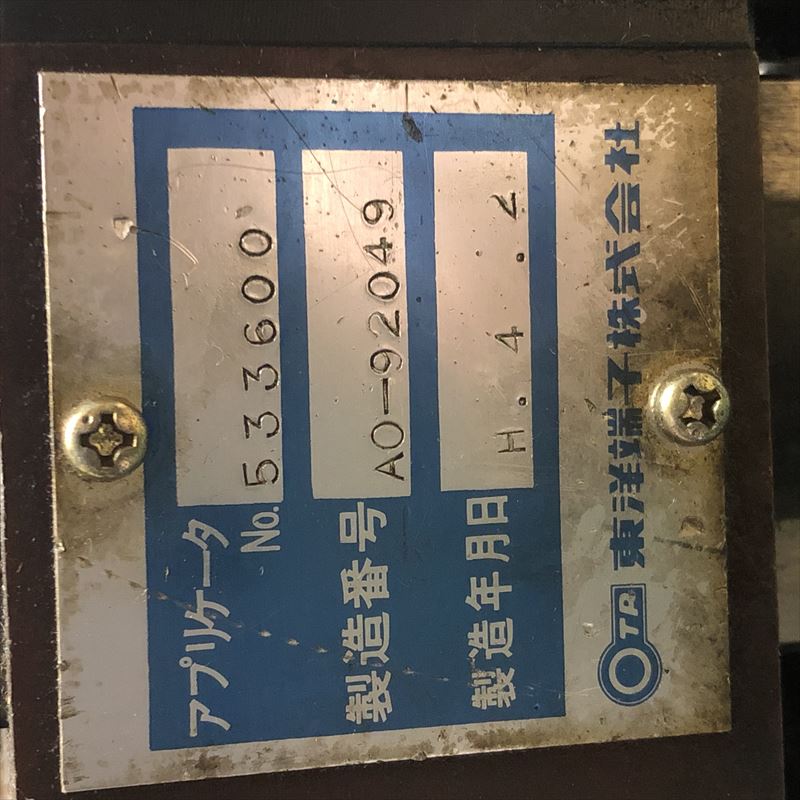 アプリケータ No. 533600
製造番号 AO-92049
製造年月日 H.4.2
OTR 東洋端子株式会社